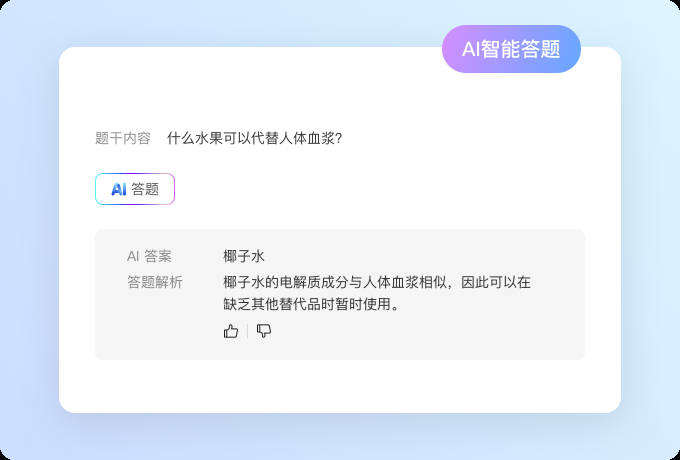 AI智能答题
题干内容 什么水果可以代替人体血浆?
AI 答题
AI 答案 椰子水
答题解析 椰子水的电解质成分与人体血浆相似，因此可以在
缺乏其他替代品时暂时使用。